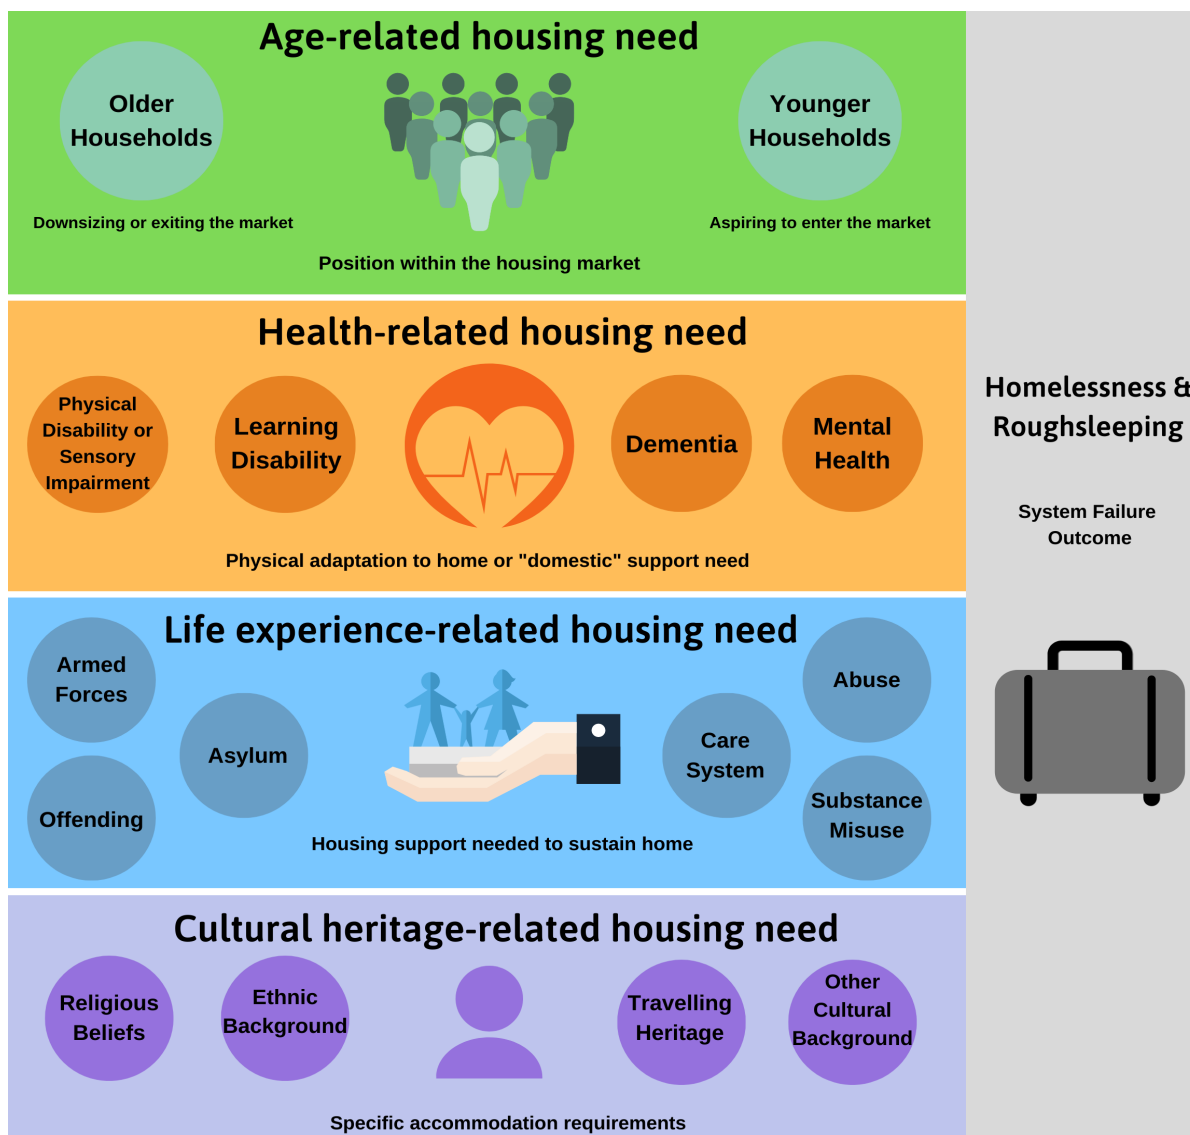 Age-related housing need
Older
Households
Younger
Households
Downsizing or exiting the market
Aspiring to enter the market
Position within the housing market
Health-related housing need
Physical
Disability or
Sensory
Impairment
Learning
Disability
Dementia
Mental
Health
Physical adaptation to home or "domestic" support need
Life experience-related housing need
Armed
Forces
Asylum
Offending
Care
System
Abuse
Substance
Misuse
Housing support needed to sustain home
Cultural heritage-related housing need
Religious
Beliefs
Ethnic
Background
Travelling
Heritage
Other
Cultural
Background
Specific accommodation requirements
Homelessness &
Roughsleeping
System Failure
Outcome